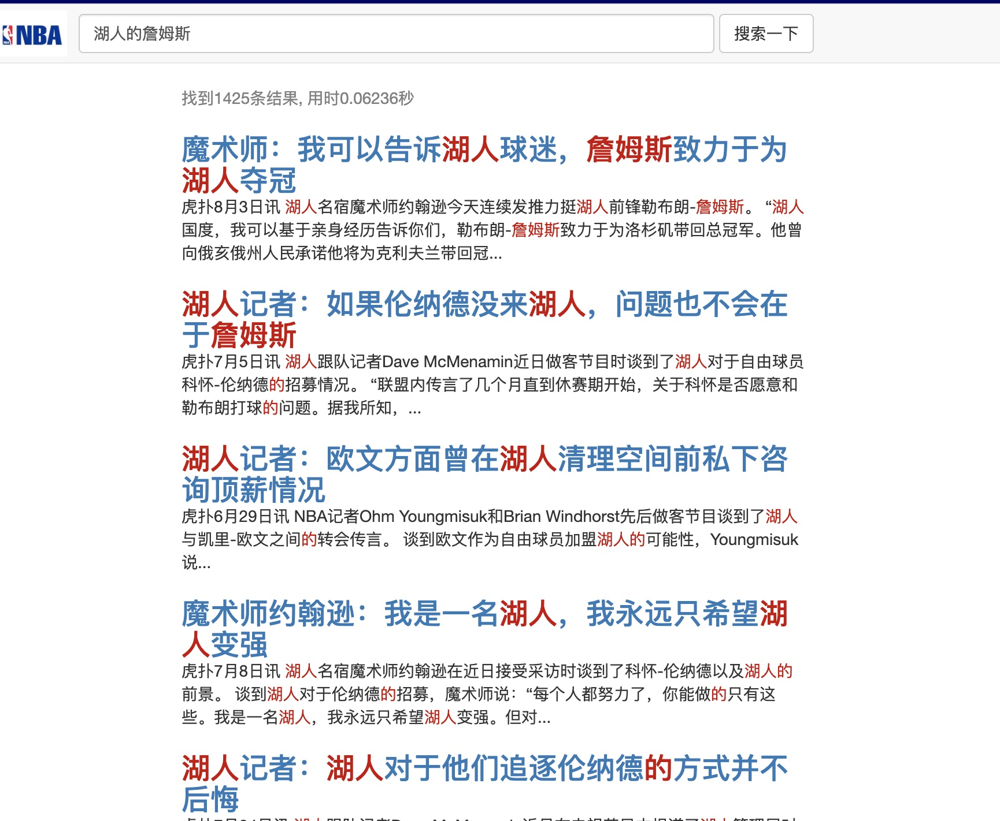 NBA
湖人的詹姆斯
搜索一下
找到1425条结果, 用时0.06236秒
魔术师：我可以告诉湖人球迷，詹姆斯致力于为
湖人夺冠
虎扑8月3日讯 湖人名宿魔术师约翰逊今天连续发推力挺湖人前锋勒布朗-詹姆斯。 “湖人
国度，我可以基于亲身经历告诉你们，勒布朗-詹姆斯致力于为洛杉矶带回总冠军。他曾
向俄亥俄州人民承诺他将为克利夫兰带回冠...
湖人记者：如果伦纳德没来湖人，问题也不会在
于詹姆斯
虎扑7月5日讯 湖人跟队记者Dave McMenamin近日做客节目时谈到了湖人对于自由球员
科怀-伦纳德的招募情况。 “联盟内传言了几个月直到休赛期开始，关于科怀是否愿意和
勒布朗打球的问题。据我所知，...
湖人记者：欧文方面曾在湖人清理空间前私下咨
询顶薪情况
虎扑6月29日讯 NBA记者Ohm Youngmisuk和Brian Windhorst先后做客节目谈到了湖人
与凯里-欧文之间的转会传言。 谈到欧文作为自由球员加盟湖人的可能性，Youngmisuk
说...
魔术师约翰逊：我是一名湖人，我永远只希望湖
人变强
虎扑7月8日讯 湖人名宿魔术师约翰逊在近日接受采访时谈到了科怀-伦纳德以及湖人的
前景。 谈到湖人对于伦纳德的招募，魔术师说：“每个人都努力了，你能做的只有这
些。我是一名湖人，我永远只希望湖人变强。但对...
湖人记者：湖人对于他们追逐伦纳德的方式并不
后悔